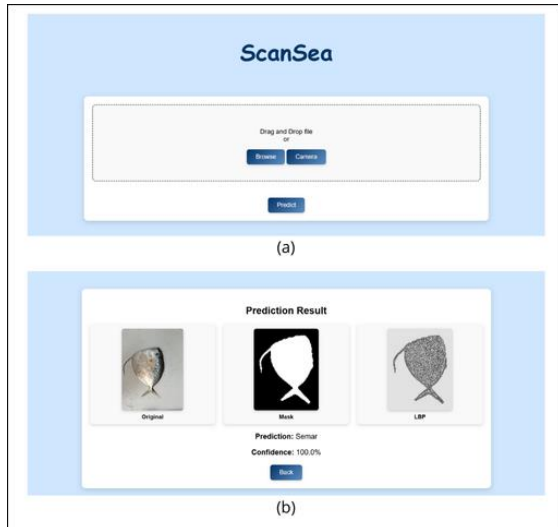 ScanSea
Drag and Drop file
or
Browse Camera
Predict
(a)
Prediction Result
Original Mask LBP
Prediction: Semar
Confidence: 100.0%
Back
(b)